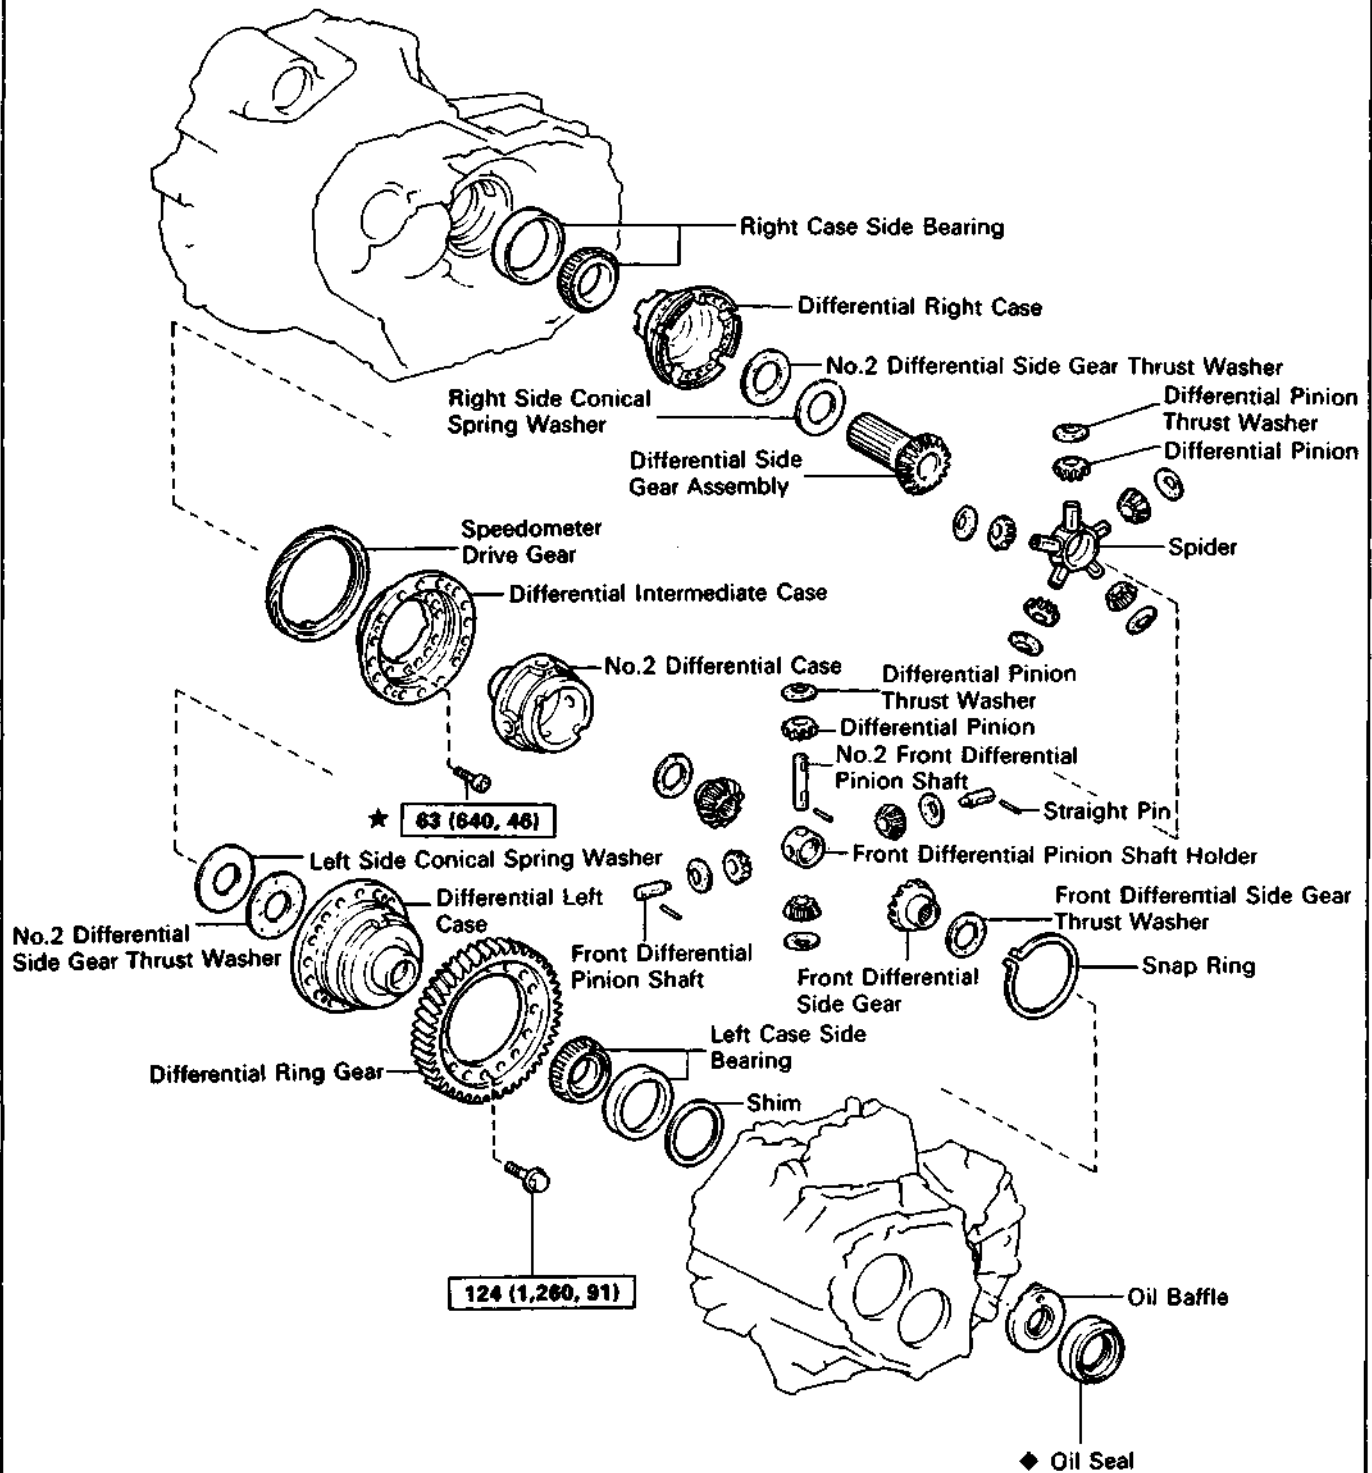 Right Case Side Bearing
Differential Right Case
No.2 Differential Side Gear Thrust Washer
Right Side Conical
Spring Washer
Differential Pinion
Thrust Washer
Differential Pinion
Differential Side
Gear Assembly
Spider
Speedometer
Drive Gear
Differential Intermediate Case
No.2 Differential Case
Differential Pinion
Thrust Washer
Differential Pinion
No.2 Front Differential
Pinion Shaft
Straight Pin
★ 63 (640, 46)
Front Differential Pinion Shaft Holder
Left Side Conical Spring Washer
Differential Left
Case
Front Differential Side Gear
Thrust Washer
No.2 Differential
Side Gear Thrust Washer
Front Differential
Pinion Shaft
Front Differential
Side Gear
Snap Ring
Left Case Side
Bearing
Differential Ring Gear
Shim
124 (1,260, 91)
Oil Baffle
◆ Oil Seal